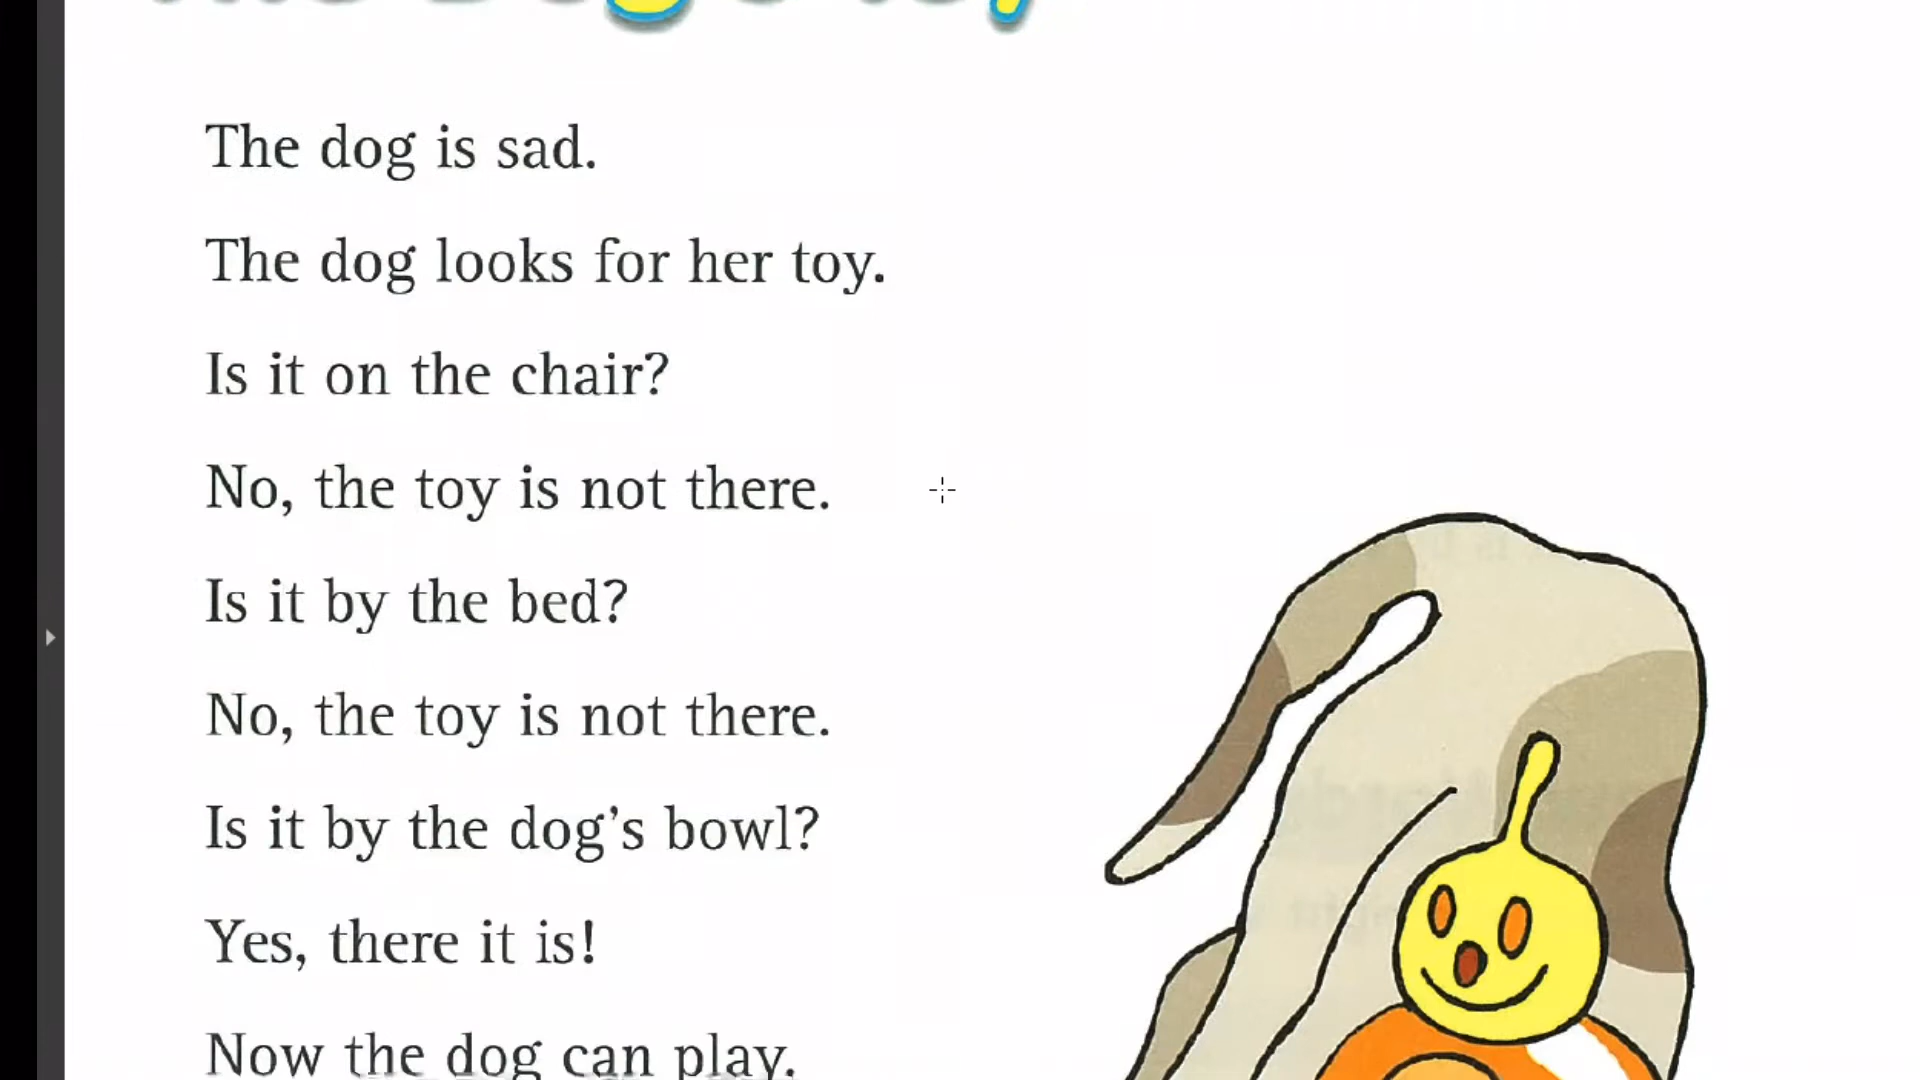 The dog is sad.
The dog looks for her toy.
Is it on the chair?
No, the toy is not there.
Is it by the bed?
No, the toy is not there.
Is it by the dog's bowl?
Yes, there it is!
Now the dog can play.